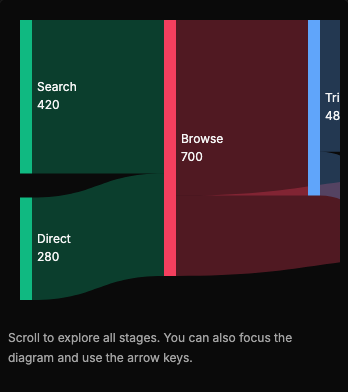 Search
420
Browse
700
Direct
280
Scroll to explore all stages. You can also focus the
diagram and use the arrow keys.